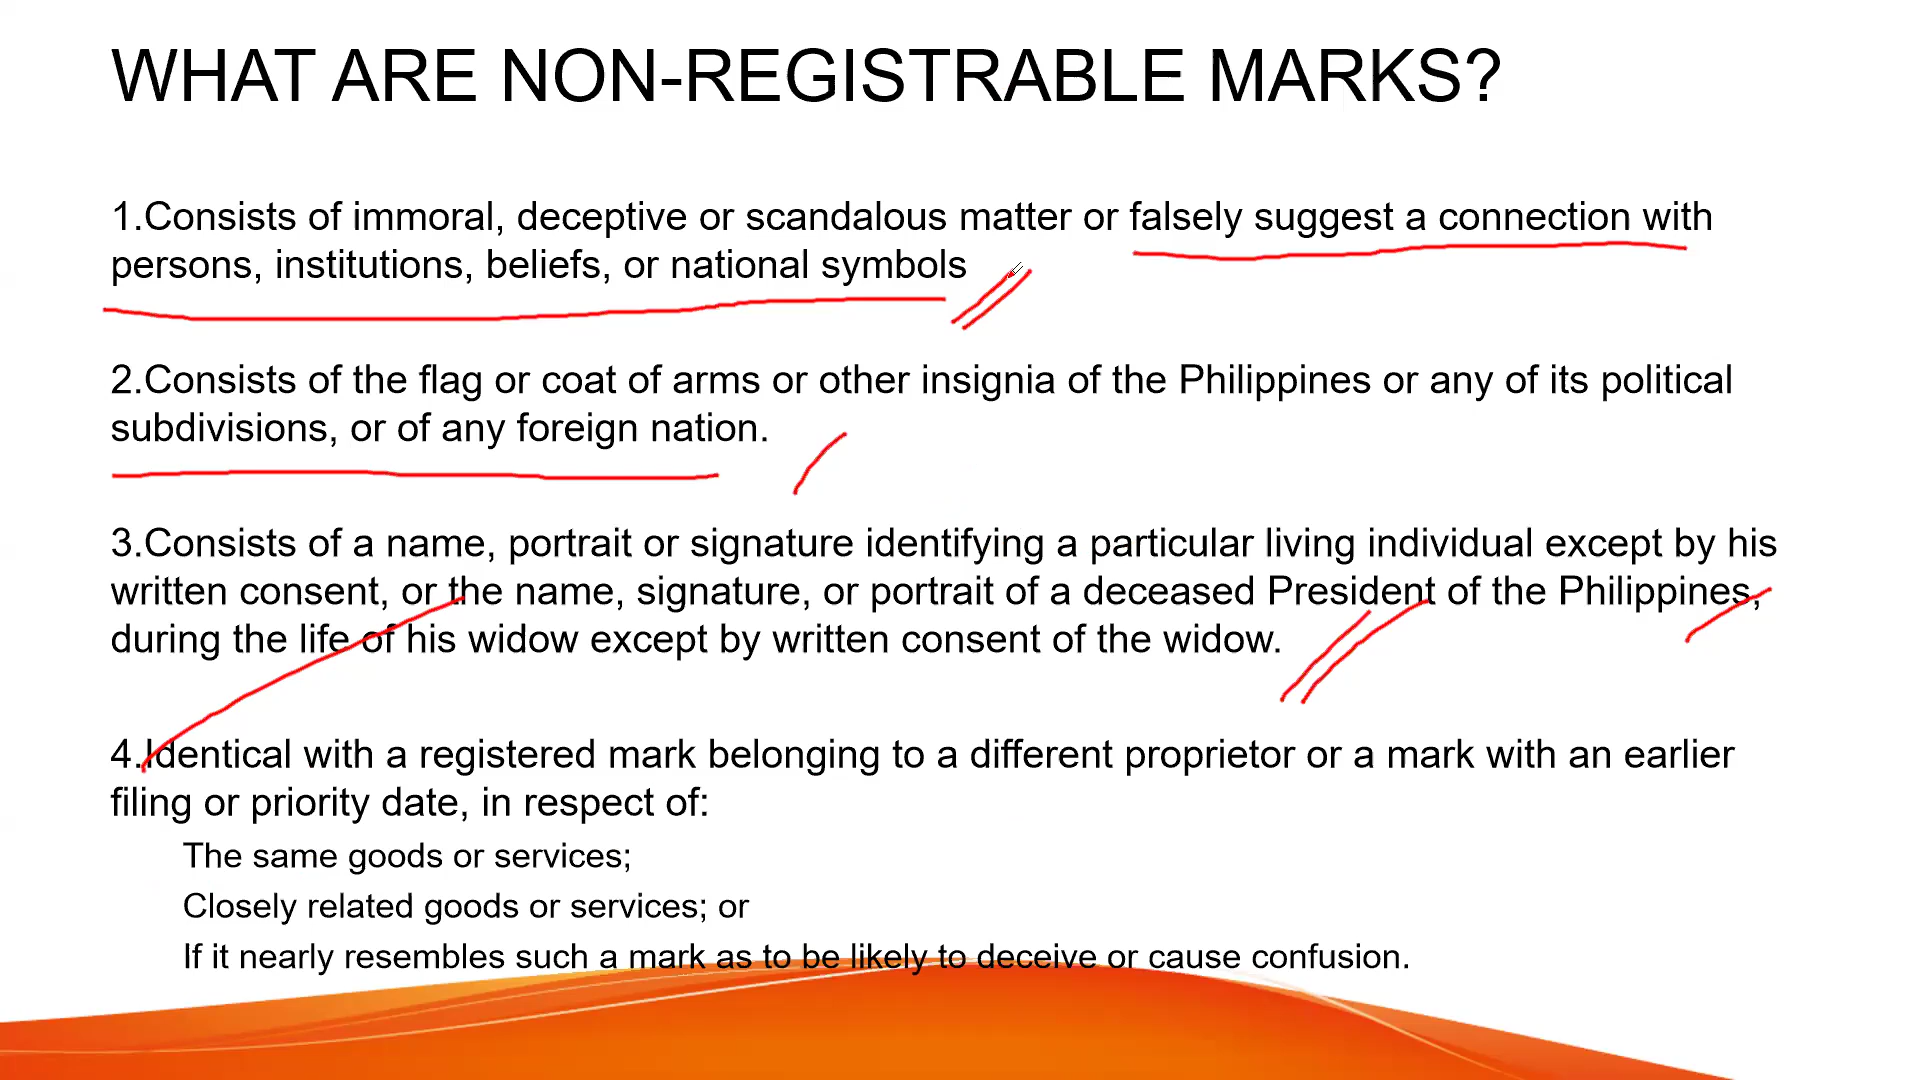 WHAT ARE NON-REGISTRABLE MARKS?
1.Consists of immoral, deceptive or scandalous matter or falsely suggest a connection with
persons, institutions, beliefs, or national symbols
2.Consists of the flag or coat of arms or other insignia of the Philippines or any of its political
subdivisions, or of any foreign nation.
3.Consists of a name, portrait or signature identifying a particular living individual except by his
written consent, or the name, signature, or portrait of a deceased President of the Philippines,
during the life of his widow except by written consent of the widow.
4.Identical with a registered mark belonging to a different proprietor or a mark with an earlier
filing or priority date, in respect of:
The same goods or services;
Closely related goods or services; or
If it nearly resembles such a mark as to be likely to deceive or cause confusion.